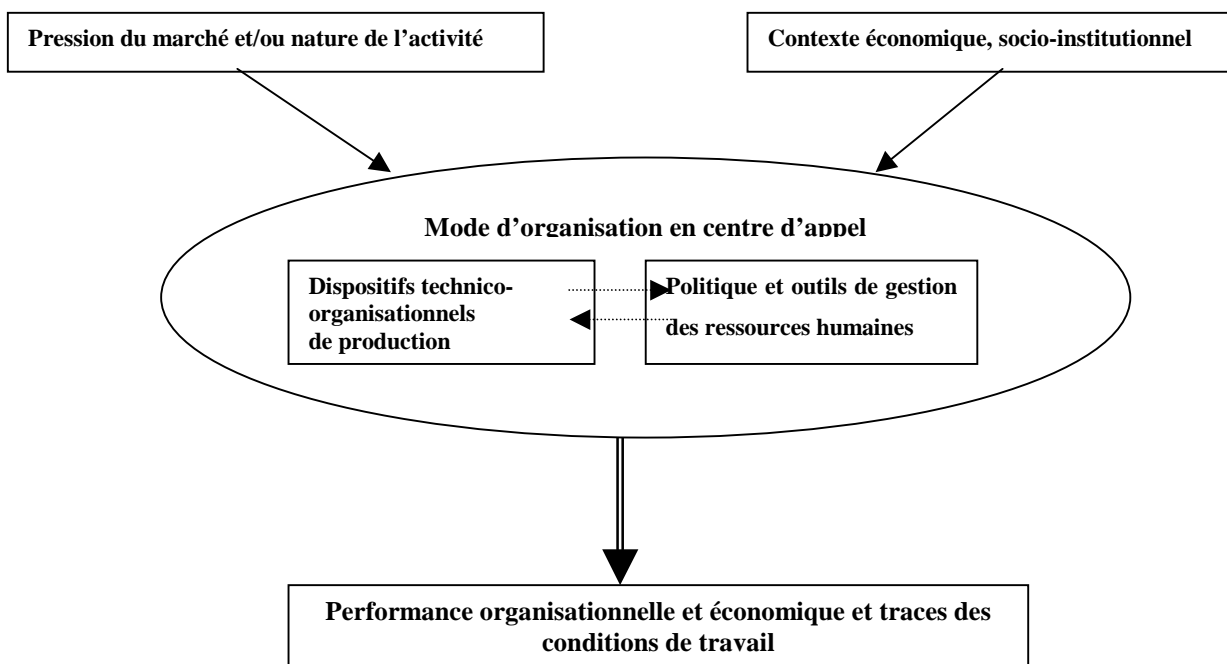 Pression du marché et/ou nature de l’activité
Contexte économique, socio-institutionnel
Mode d’organisation en centre d’appel
Dispositifs technico-
organisationnels
de production
Politique et outils de gestion
des ressources humaines
Performance organisationnelle et économique et traces des
conditions de travail